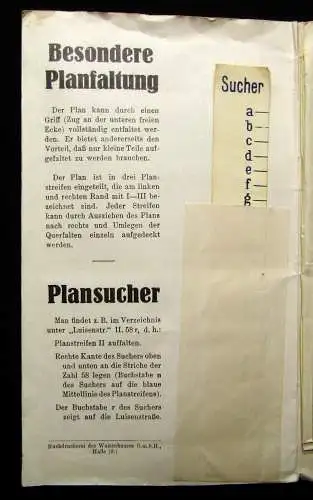 Besondere
Planfaltung
Der Plan kann durch einen
Griff (Zug an der unteren freien
Ecke) vollständig entfaltet wer-
den. Er bietet andererseits den
Vorteil, daß nur kleine Teile auf-
gefaltet zu werden brauchen.
Der Plan ist in drei Plan-
streifen eingeteilt, die am linken
und rechten Rand mit I—III be-
zeichnet sind. Jeder Streifen
kann durch Ausziehen des Plans
nach rechts und Umlegen der
Querfalten einzeln aufgedeckt
werden.
Plansucher
Man findet z. B. im Verzeichnis
unter „Luisenstr." II. 58 r, d. h.:
Planstreifen II auffalten.
Rechte Kante des Suchers oben
und unten an die Striche der
Zahl 58 legen (Buchstabe n
des Suchers auf die blaue
Mittellinie des Planstreifens).
Der Buchstabe r des Suchers
zeigt auf die Luisenstraße.
Buchdruckerei des Waisenhauses G.m.b.H.,
Halle (S.)
Sucher
a
b
c
d
e
f
g